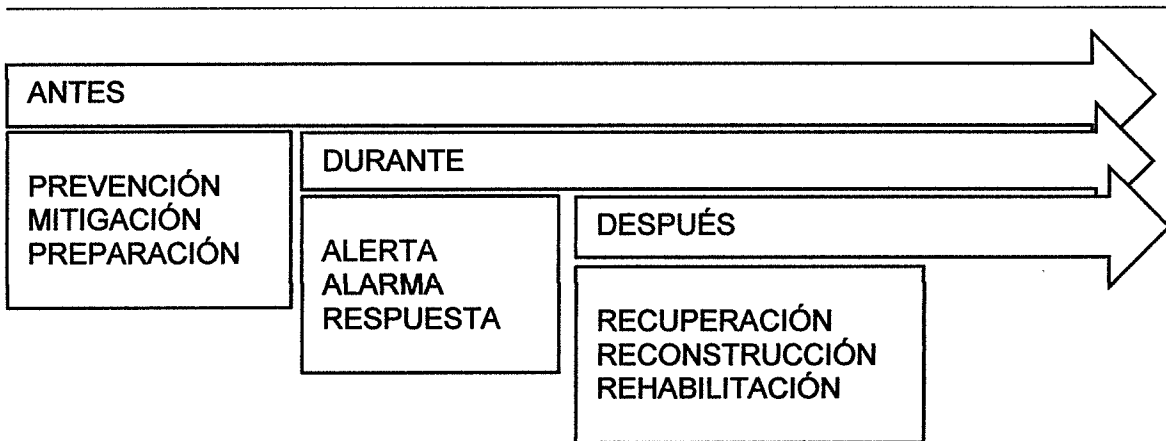 ANTES
PREVENCIÓN
MITIGACIÓN
PREPARACIÓN
DURANTE
ALERTA
ALARMA
RESPUESTA
DESPUÉS
RECUPERACIÓN
RECONSTRUCCIÓN
REHABILITACIÓN